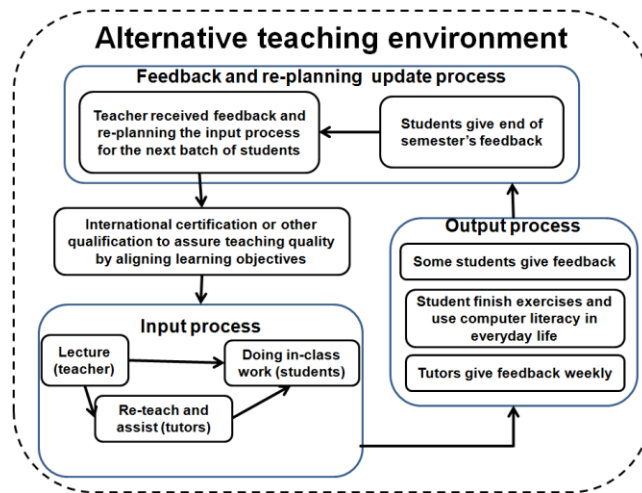 Alternative teaching environment
Feedback and re-planning update process
Teacher received feedback and
re-planning the input process
for the next batch of students
Students give end of
semester's feedback
International certification or other
qualification to assure teaching quality
by aligning learning objectives
Output process
Some students give feedback
Student finish exercises and
use computer literacy in
everyday life
Tutors give feedback weekly
Input process
Lecture
(teacher)
Doing in-class
work (students)
Re-teach and
assist (tutors)